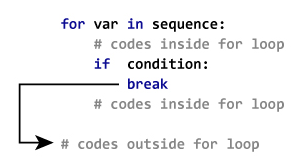 for var in sequence:
# codes inside for loop
if condition:
break
# codes inside for loop
# codes outside for loop